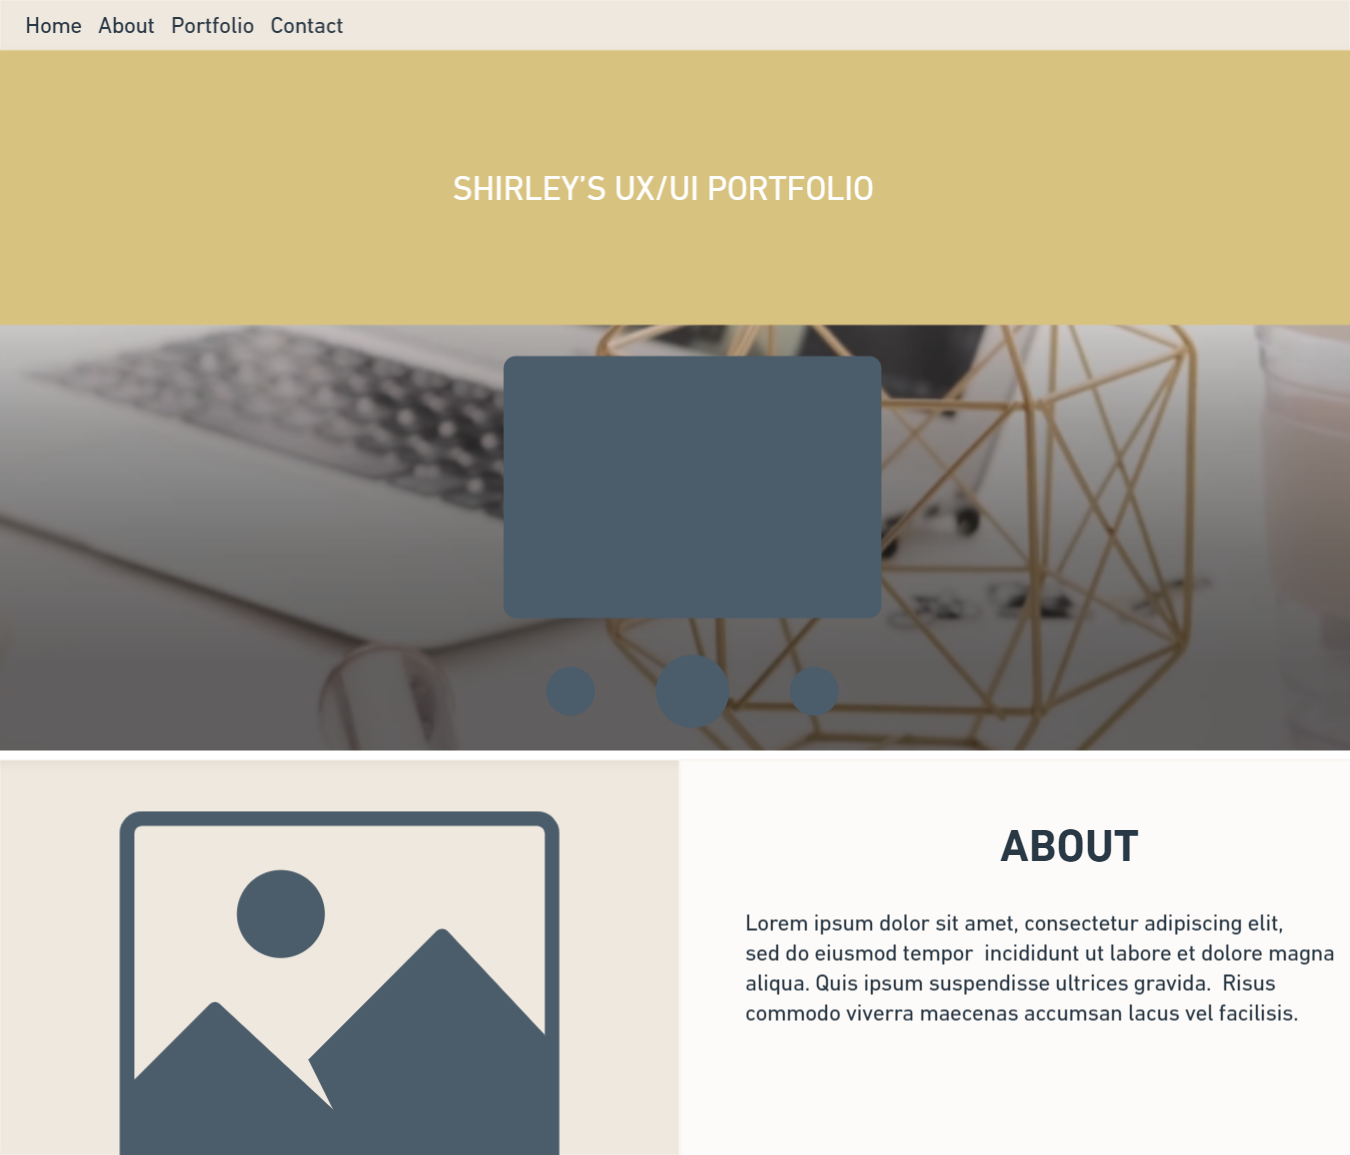 Home About Portfolio Contact
SHIRLEY'S UX/UI PORTFOLIO
ABOUT
Lorem ipsum dolor sit amet, consectetur adipiscing elit,
sed do eiusmod tempor  incididunt ut labore et dolore magna
aliqua. Quis ipsum suspendisse ultrices gravida.  Risus
commodo viverra maecenas accumsan lacus vel facilisis.